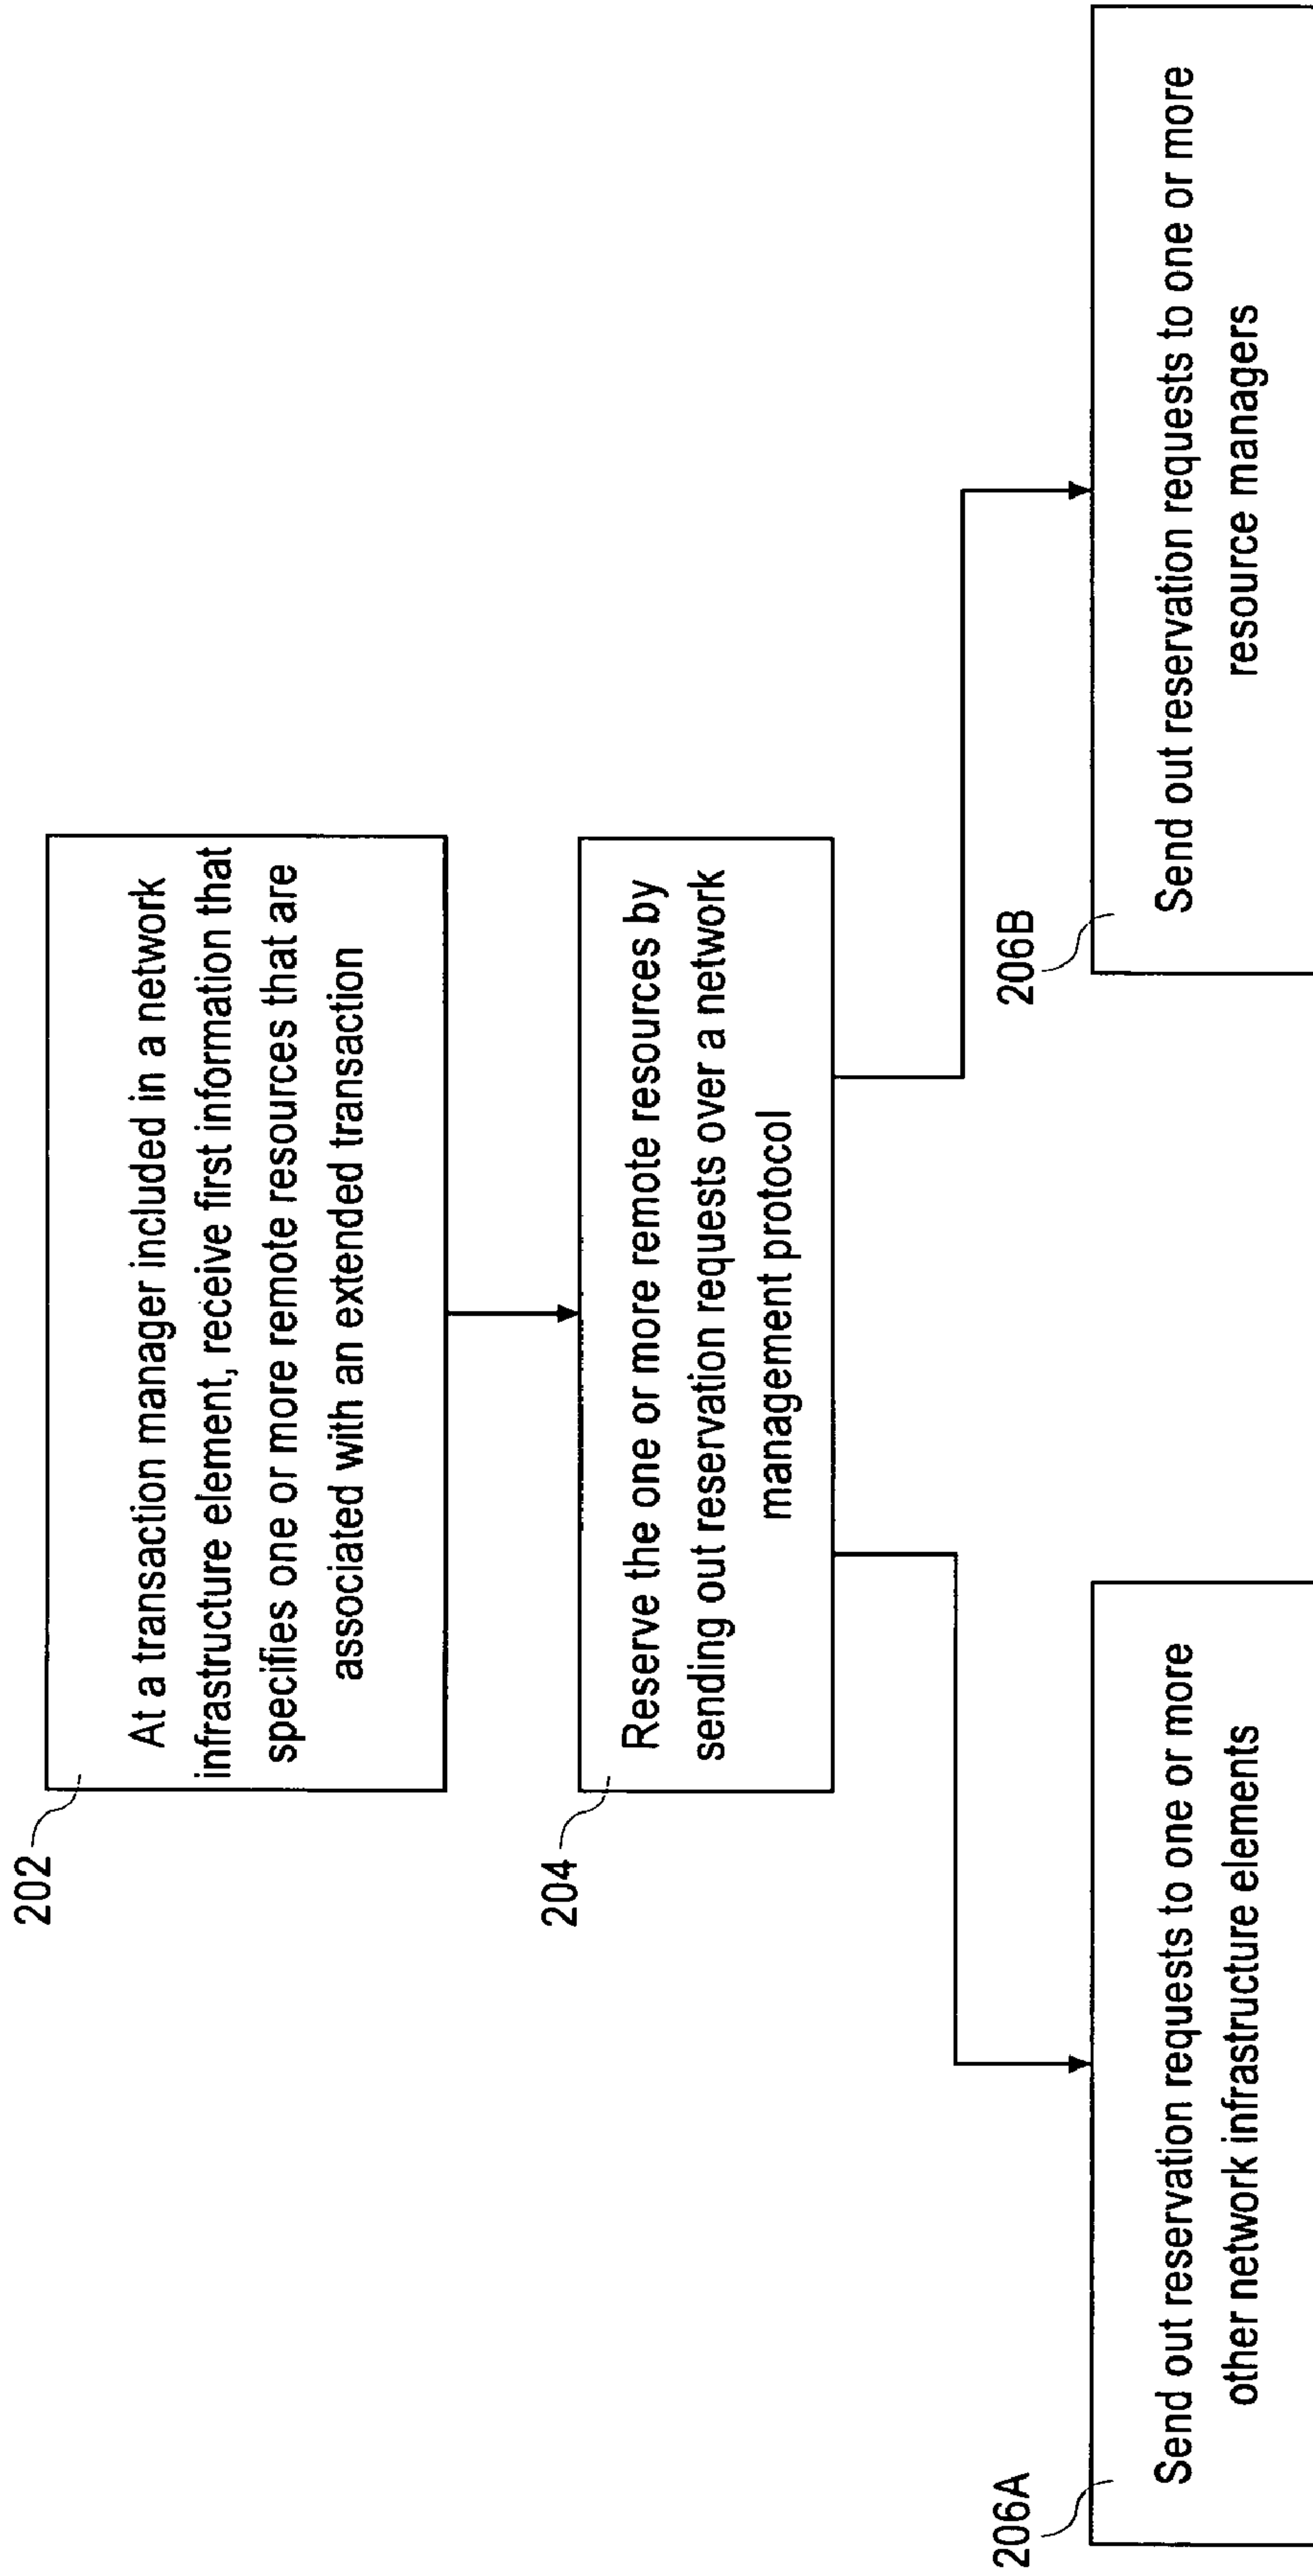 202
At a transaction manager included in a network
infrastructure element, receive first information that
specifies one or more remote resources that are
associated with an extended transaction
204
Reserve the one or more remote resources by
sending out reservation requests over a network
management protocol
206A
Send out reservation requests to one or more
other network infrastructure elements
206B
Send out reservation requests to one or more
resource managers